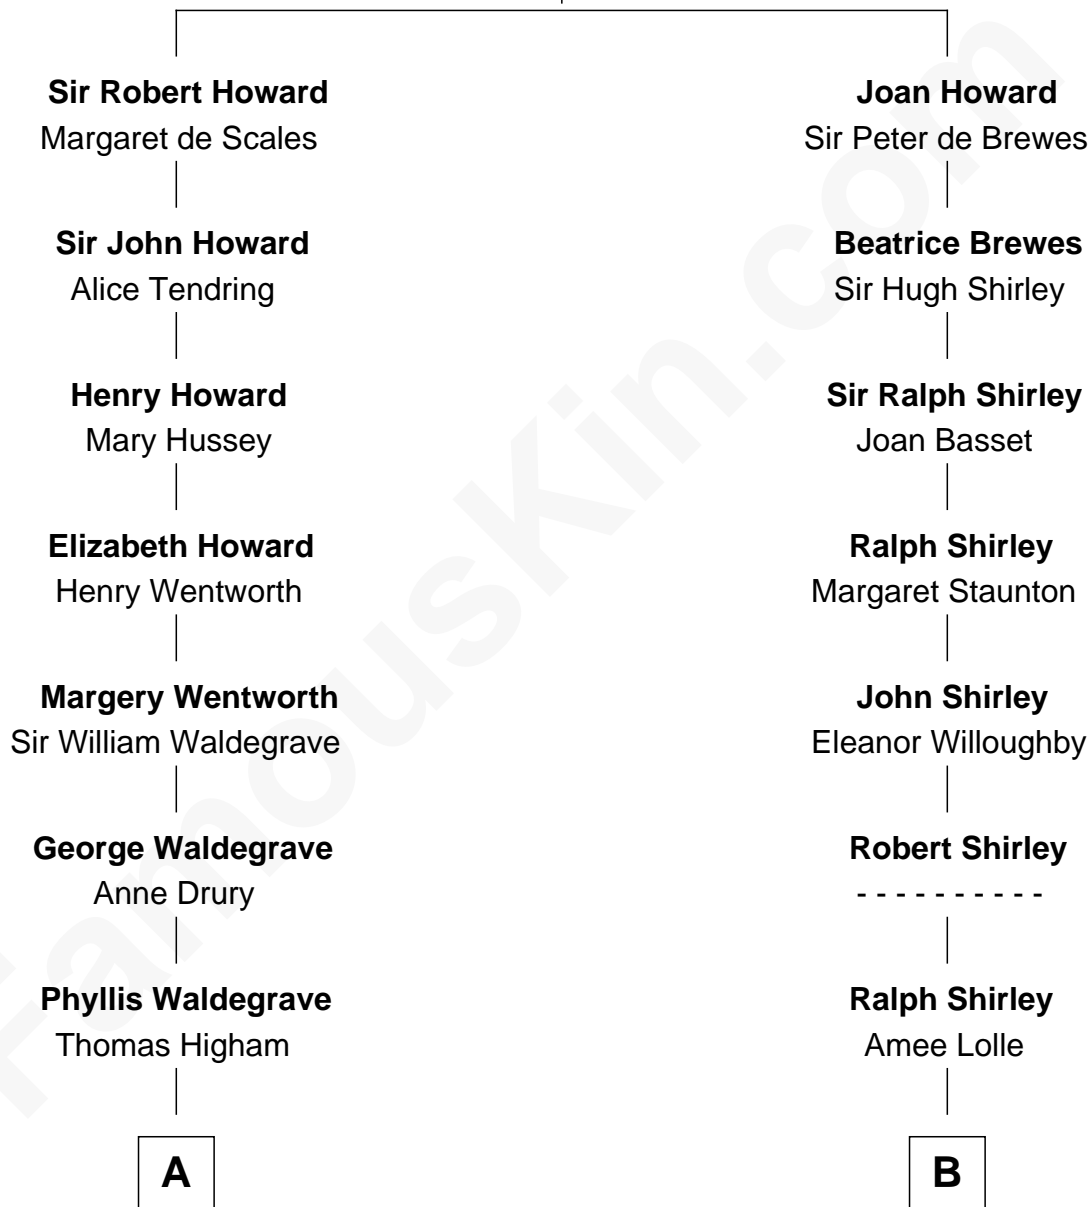 Sir Robert Howard
Margaret de Scales
Sir John Howard
Alice Tendring
Henry Howard
Mary Hussey
Elizabeth Howard
Henry Wentworth
Margery Wentworth
Sir William Waldegrave
George Waldegrave
Anne Drury
Phyllis Waldegrave
Thomas Higham
A
Joan Howard
Sir Peter de Brewes
Beatrice Brewes
Sir Hugh Shirley
Sir Ralph Shirley
Joan Basset
Ralph Shirley
Margaret Staunton
John Shirley
Eleanor Willoughby
Robert Shirley
- - - - - - - - - -
Ralph Shirley
Amee Lolle
B
FamousKin.com